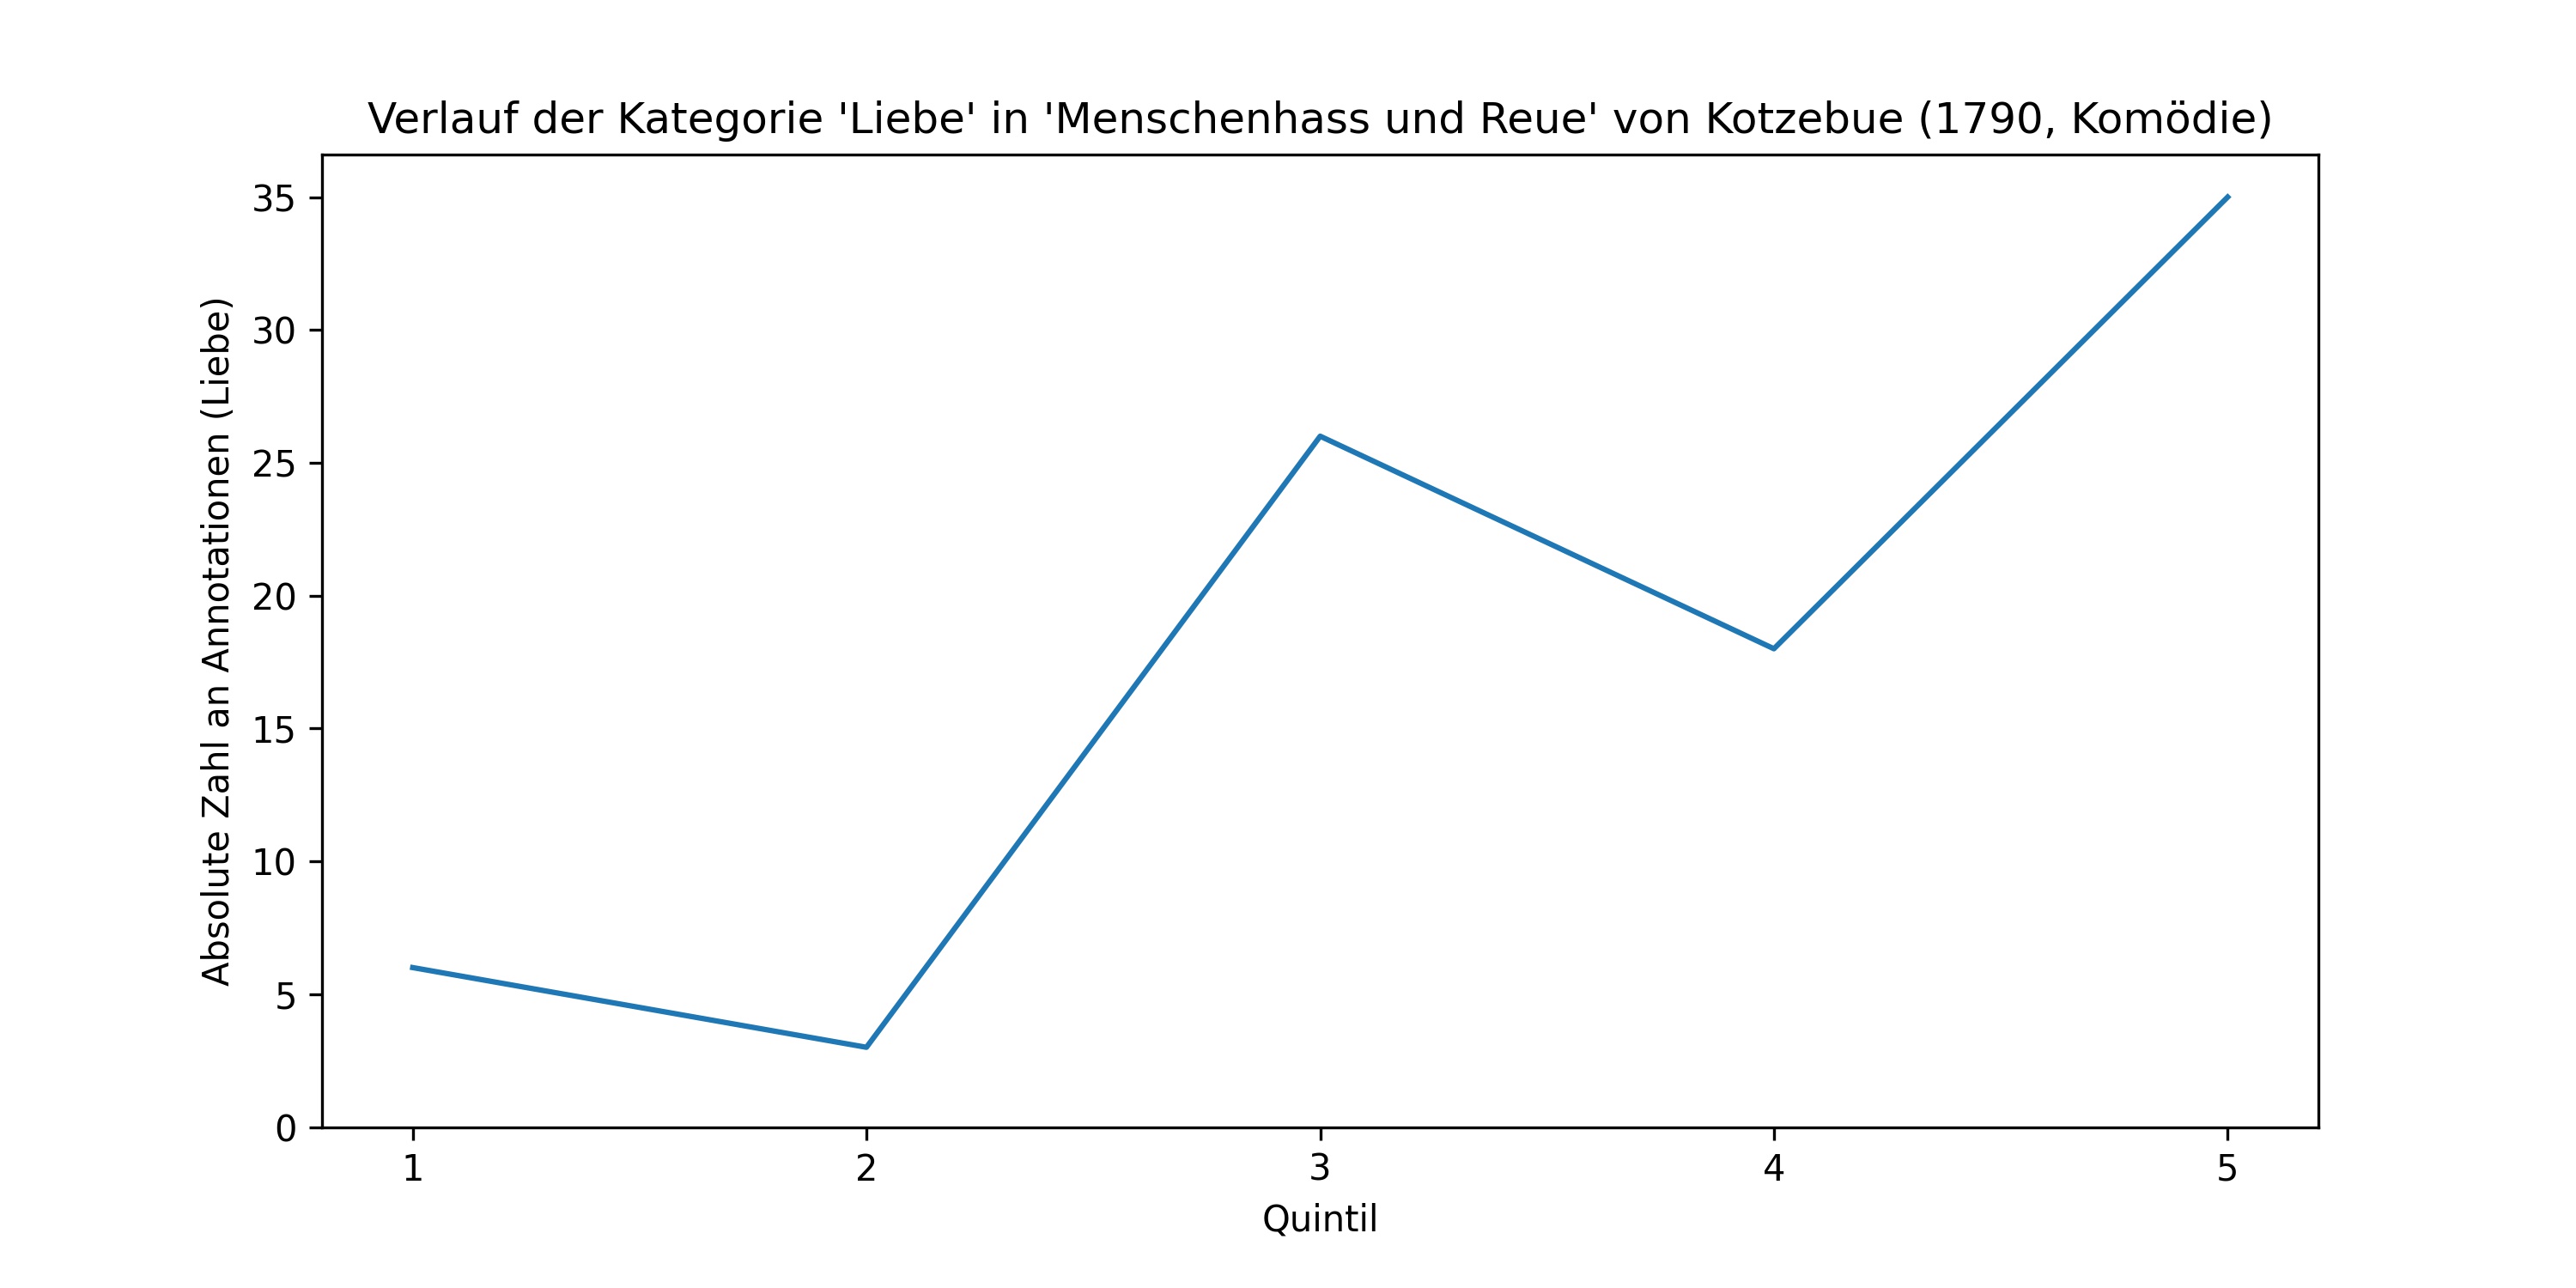 Verlauf der Kategorie 'Liebe' in 'Menschenhass und Reue' von Kotzebue (1790, Komödie)
Absolute Zahl an Annotationen (Liebe)
35
30
25
20
15
10
5
0
1 2 3 4 5
Quintil